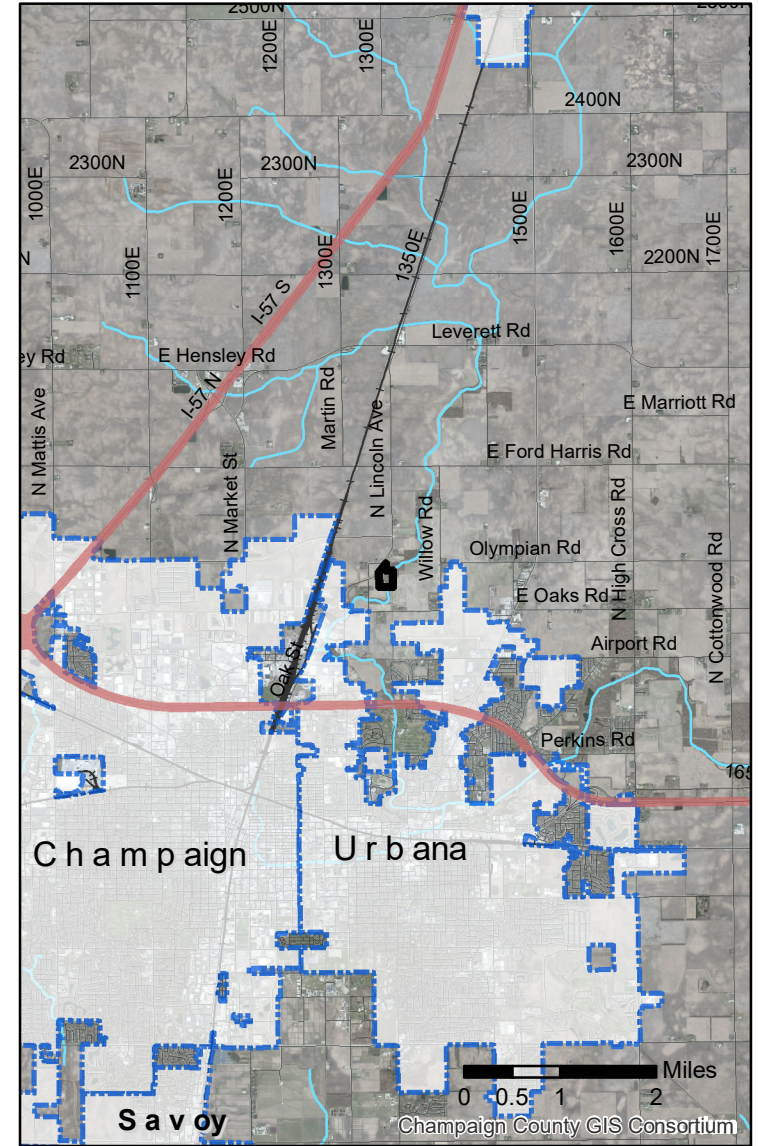 2500N
1200E
1300E
2400N
2300N
2300N
2300N
1000E
1200E
1500E
1600E
1700E
1100E
1300E
1350E
2200N
N
I-57 S
Leverett Rd
ey Rd
E Hensley Rd
I-57 N
Martin Rd
N Lincoln Ave
E Marriott Rd
N Mattis Ave
N Market St
E Ford Harris Rd
Willow Rd
Olympian Rd
N High Cross Rd
E Oaks Rd
N Cottonwood Rd
Airport Rd
Oak St
Perkins Rd
165
Champaign
Urbana
Miles
0 0.5 1 2
Savoy
Champaign County GIS Consortium